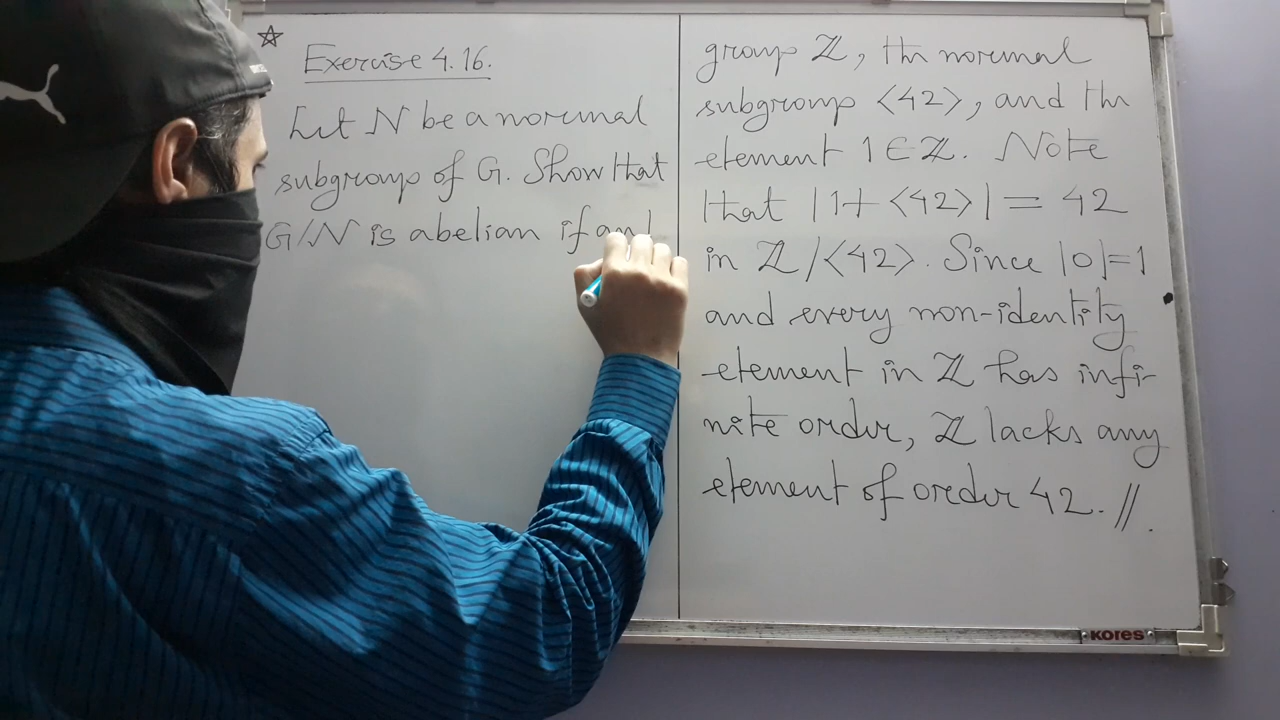 ☆ Exercise 4.16.
Let N be a normal
subgroup of G. Show that
G/N is abelian if and
group ℤ, the normal
subgroup ⟨42⟩, and the
element 1∈ℤ. Note
that |1+⟨42⟩| = 42
in ℤ/⟨42⟩. Since |0|=1
and every non-identity
element in ℤ has infi-
nite order, ℤ lacks any
element of order 42. //.
KORES